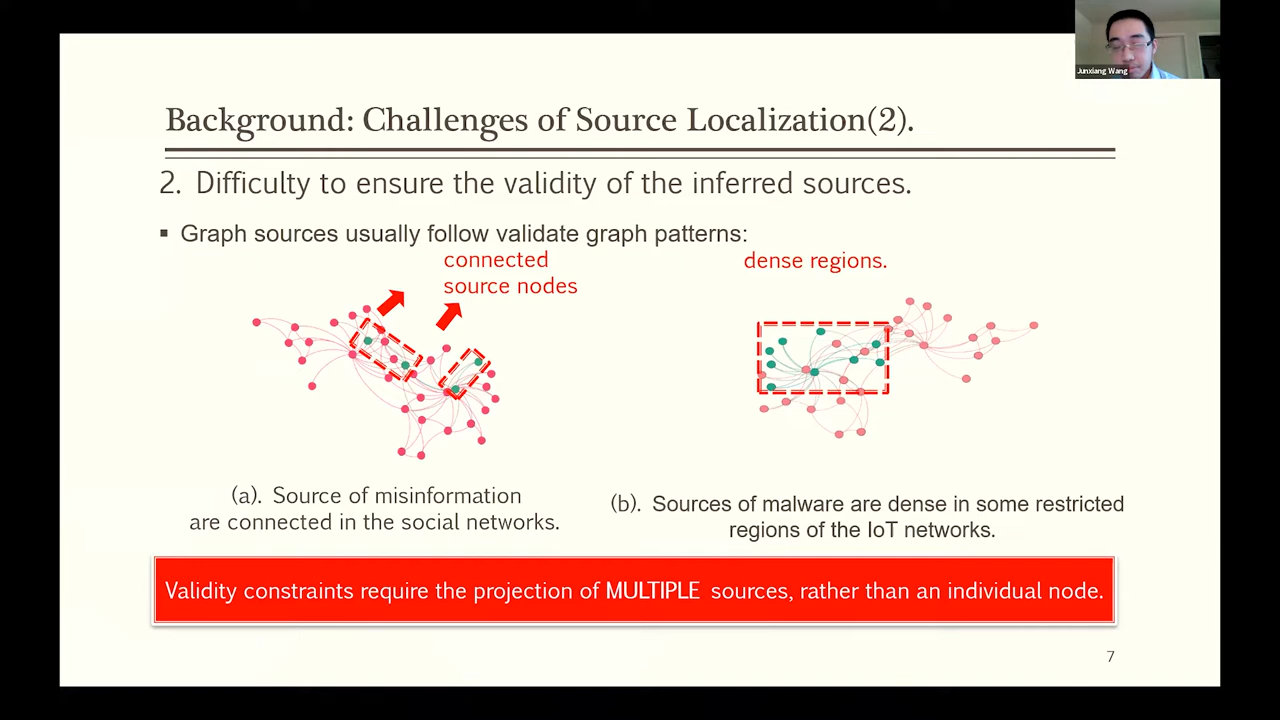 Junxiang Wang
Background: Challenges of Source Localization(2).
2. Difficulty to ensure the validity of the inferred sources.
▪ Graph sources usually follow validate graph patterns:
connected
source nodes
dense regions.
(a). Source of misinformation
are connected in the social networks.
(b). Sources of malware are dense in some restricted
regions of the IoT networks.
Validity constraints require the projection of MULTIPLE sources, rather than an individual node.
7